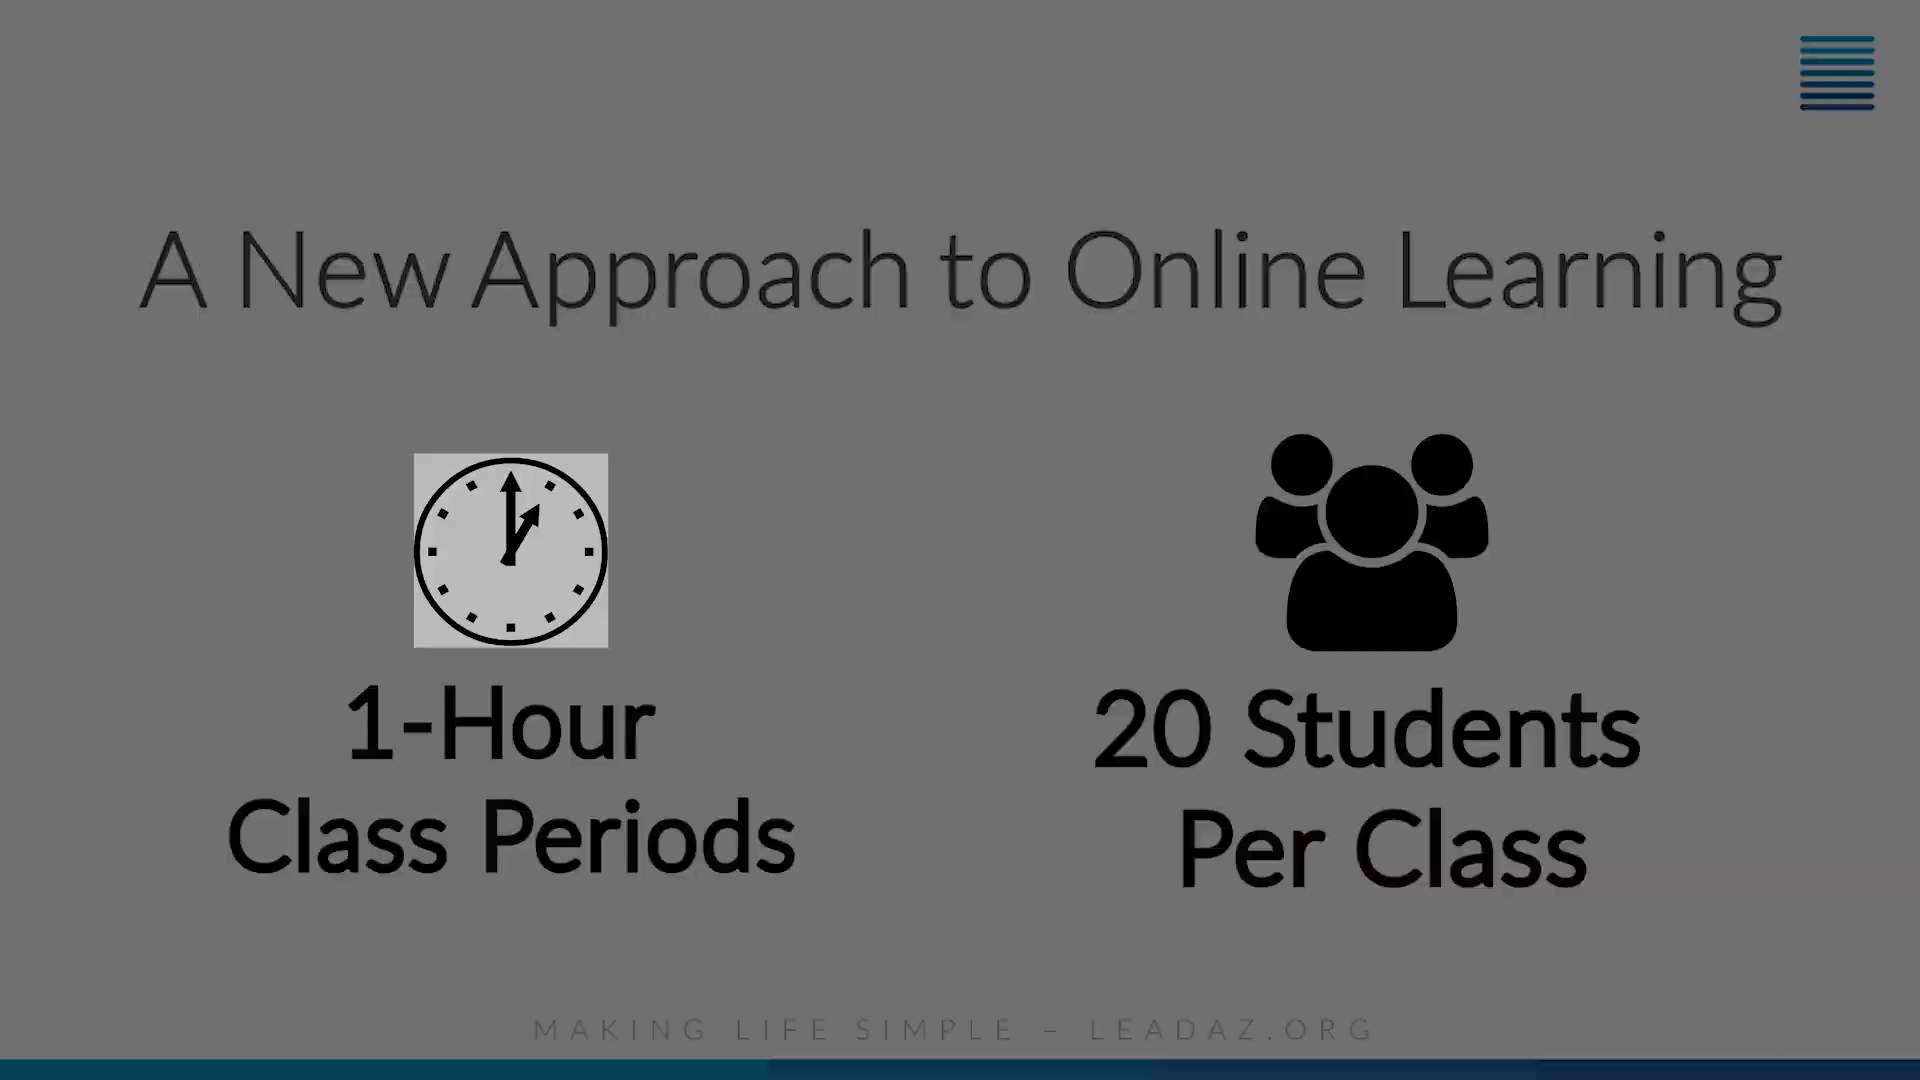 A New Approach to Online Learning
1-Hour
Class Periods
20 Students
Per Class
MAKING LIFE SIMPLE – LEADAZ.ORG